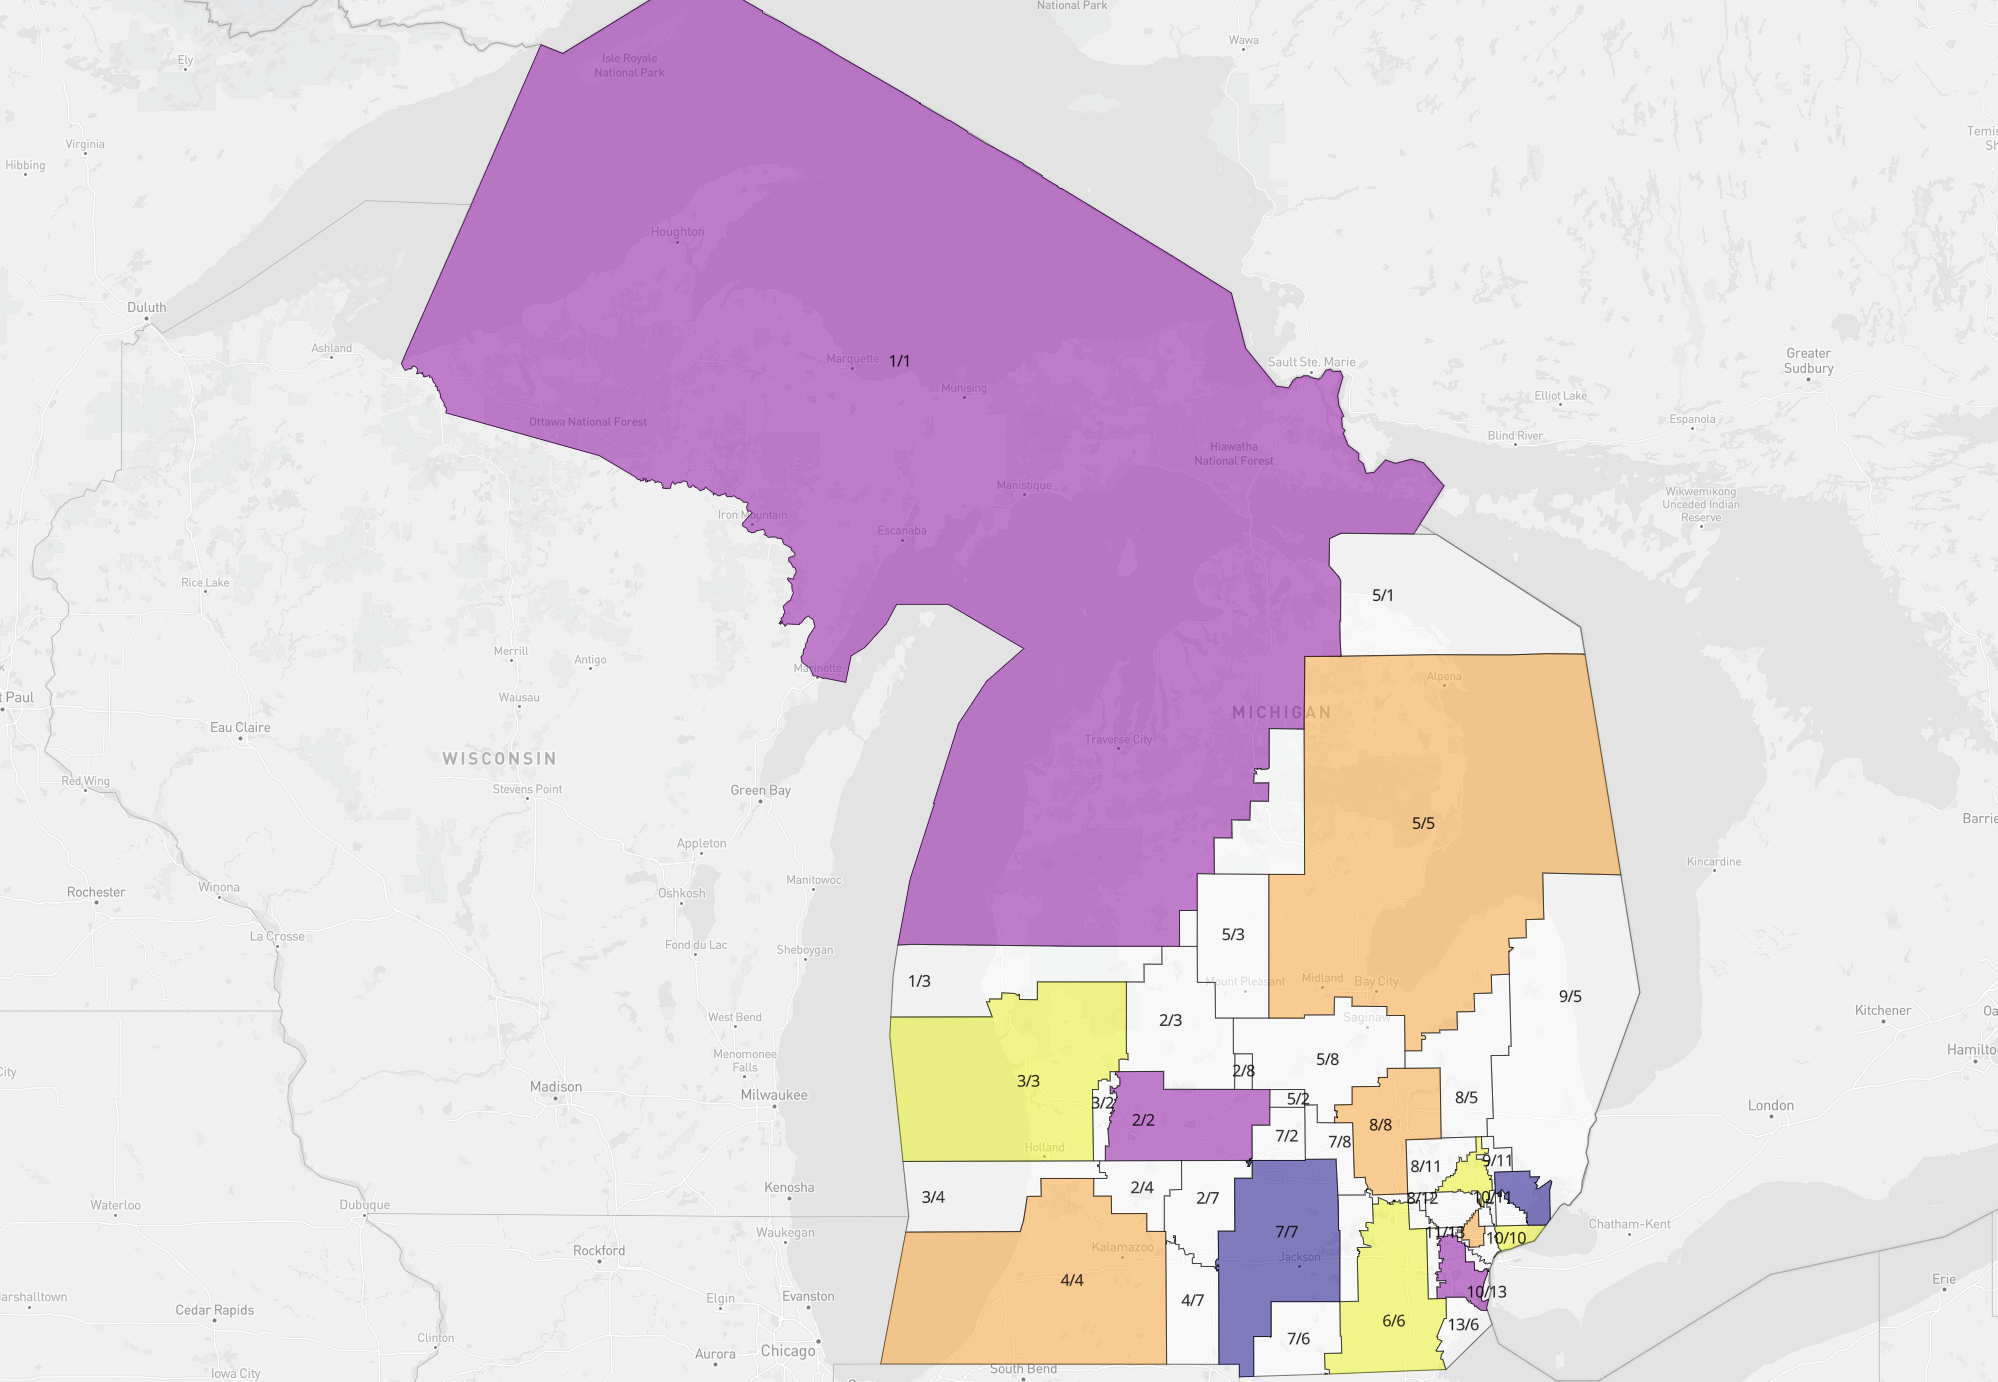 National Park
Wawa
Isle Royale
National Park
Ely
Temis
Virginia
Sh
Hibbing
Houghton
Duluth
Ashland
Marquette
1/1
Sault Ste. Marie
Greater
Sudbury
Munising
Elliot Lake
Ottawa National Forest
Espanola
Blind River
Hiawatha
National Forest
Manistique
Wikwemikong
Unceded Indian
Reserve
Iron Mountain
Escanaba
Rice Lake
5/1
Merrill
Antigo
Marinette
Alpena
t Paul
Wausau
MICHIGAN
Eau Claire
Traverse City
WISCONSIN
Red Wing
Stevens Point
Green Bay
5/5
Barrie
Appleton
Kincardine
Rochester
Winona
Oshkosh
Manitowoc
La Crosse
Fond du Lac
Sheboygan
5/3
1/3
Mount Pleasant
Midland
Bay City
9/5
Kitchener
Oa
West Bend
2/3
Saginaw
Hamilton
Menomonee
Falls
5/8
City
3/3
2/8
Madison
Milwaukee
3/2
5/2
8/5
London
2/2
8/8
7/2
7/8
Holland
8/11
9/11
Waterloo
Dubuque
Kenosha
3/4
2/4
2/7
8/12
Waukegan
7/7
Chatham-Kent
Rockford
Kalamazoo
Jackson
11/13
10/10
4/4
Erie
arshalltown
Elgin
Evanston
4/7
10/13
Cedar Rapids
Clinton
6/6
13/6
7/6
Aurora
Chicago
Iowa City
South Bend